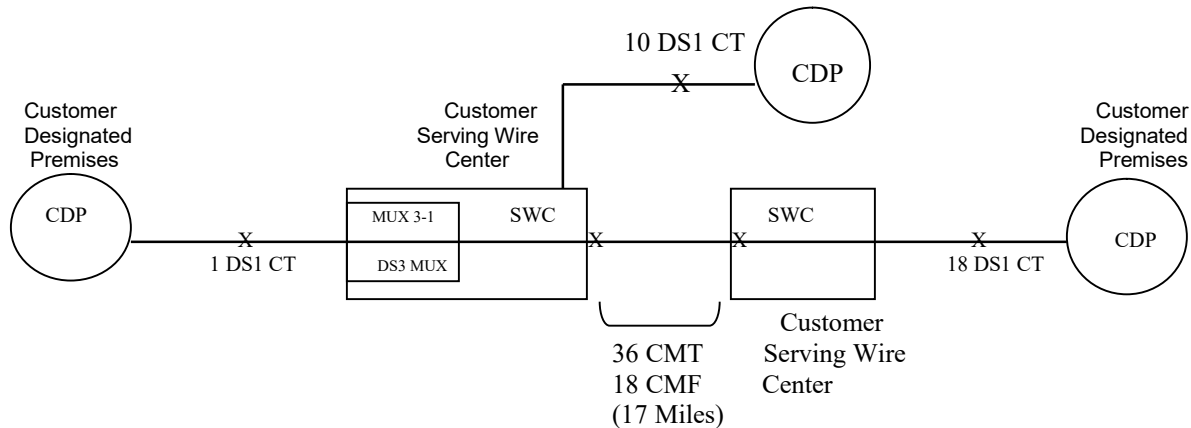 10 DS1 CT
CDP
X
Customer
Designated
Premises
Customer
Serving Wire
Center
Customer
Designated
Premises
CDP
MUX 3-1
SWC
SWC
CDP
X
X
X
X
1 DS1 CT
DS3 MUX
18 DS1 CT
36 CMT
18 CMF
(17 Miles)
Customer
Serving Wire
Center